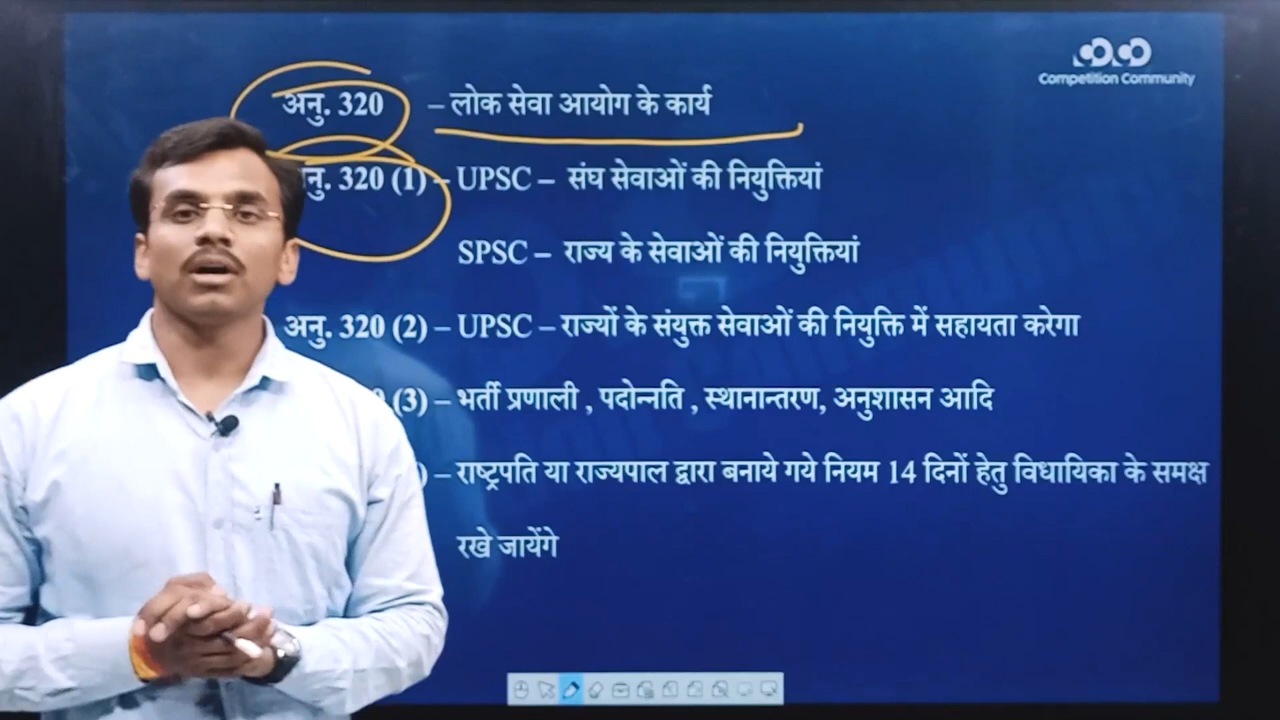 Competition Community
अनु. 320 – लोक सेवा आयोग के कार्य
नु. 320 (1) – UPSC – संघ सेवाओं की नियुक्तियां
SPSC – राज्य के सेवाओं की नियुक्तियां
अनु. 320 (2) – UPSC – राज्यों के संयुक्त सेवाओं की नियुक्ति में सहायता करेगा
(3) – भर्ती प्रणाली , पदोन्नति , स्थानान्तरण, अनुशासन आदि
) – राष्ट्रपति या राज्यपाल द्वारा बनाये गये नियम 14 दिनों हेतु विधायिका के समक्ष
रखे जायेंगे